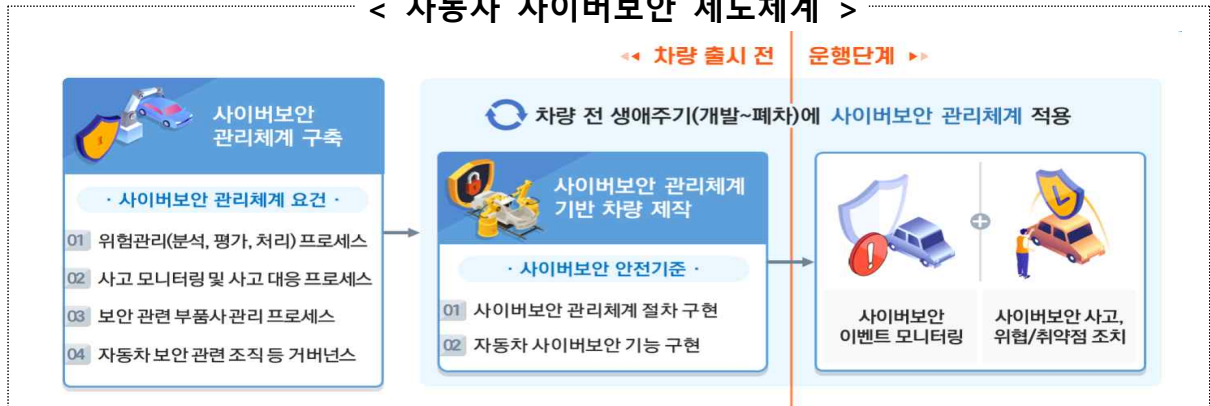 < 자동차 사이버보안 제도체계 >
◂◂ 차량 출시 전
운행단계 ▸▸
사이버보안
관리체계 구축
· 사이버보안 관리체계 요건 ·
01 위험관리(분석, 평가, 처리) 프로세스
02 사고 모니터링 및 사고 대응 프로세스
03 보안 관련 부품사 관리 프로세스
04 자동차 보안 관련 조직 등 거버넌스
차량 전 생애주기(개발~폐차)에 사이버보안 관리체계 적용
사이버보안 관리체계
기반 차량 제작
· 사이버보안 안전기준 ·
01 사이버보안 관리체계 절차 구현
02 자동차 사이버보안 기능 구현
사이버보안
이벤트 모니터링
사이버보안 사고,
위협/취약점 조치